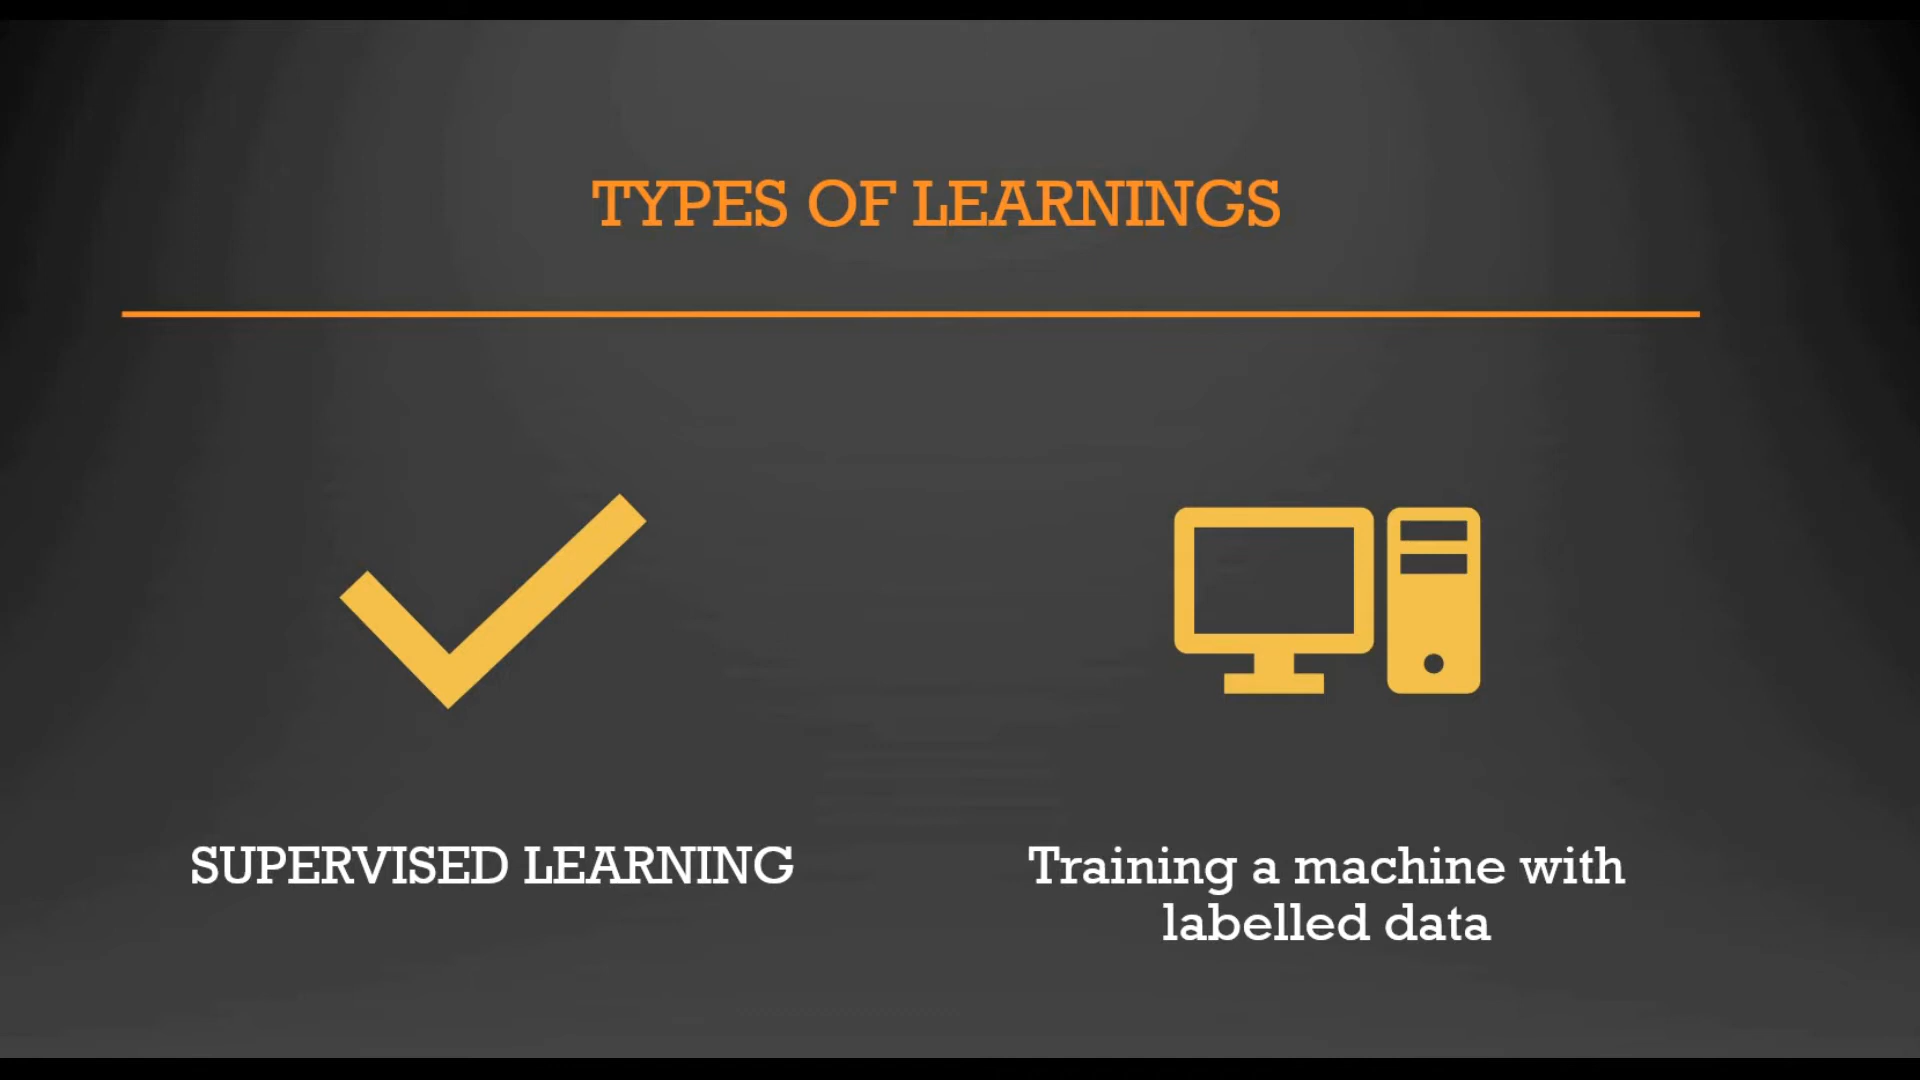 TYPES OF LEARNINGS
SUPERVISED LEARNING
Training a machine with
labelled data